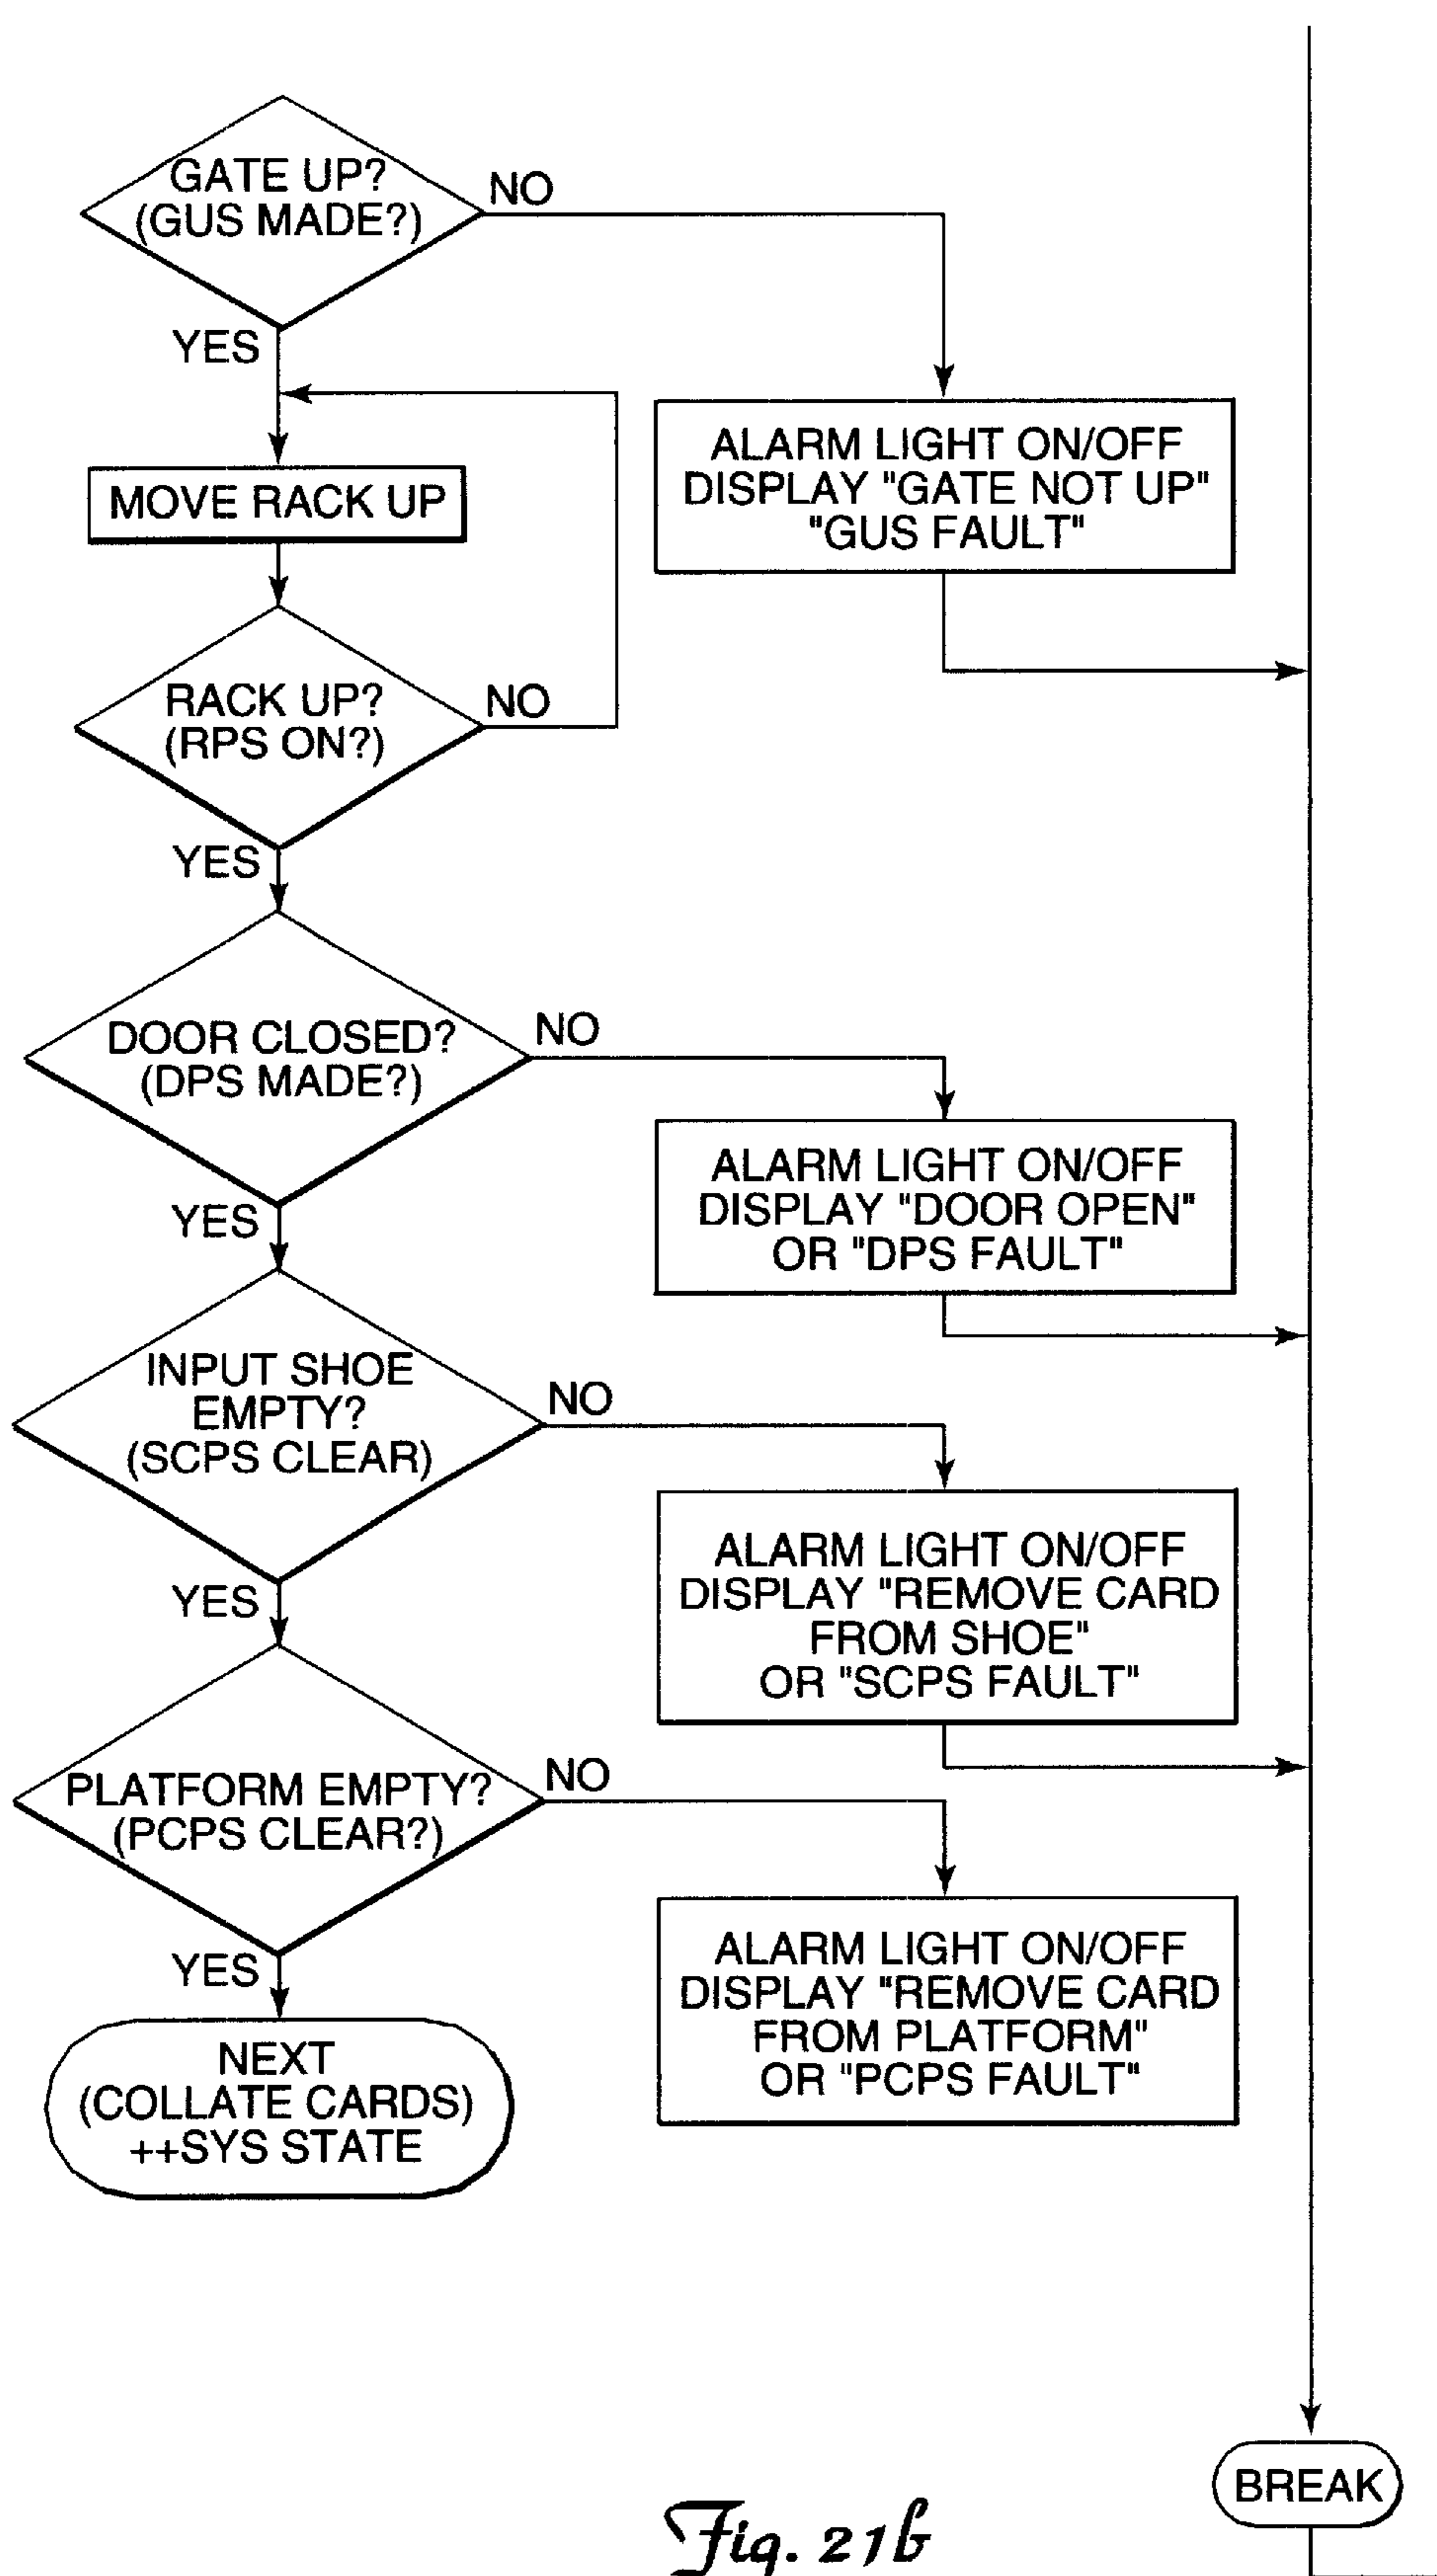 GATE UP?
(GUS MADE?)
NO
YES
ALARM LIGHT ON/OFF
DISPLAY "GATE NOT UP"
"GUS FAULT"
MOVE RACK UP
RACK UP?
(RPS ON?)
NO
YES
DOOR CLOSED?
(DPS MADE?)
NO
YES
ALARM LIGHT ON/OFF
DISPLAY "DOOR OPEN"
OR "DPS FAULT"
INPUT SHOE
EMPTY?
(SCPS CLEAR)
NO
YES
ALARM LIGHT ON/OFF
DISPLAY "REMOVE CARD
FROM SHOE"
OR "SCPS FAULT"
PLATFORM EMPTY?
(PCPS CLEAR?)
NO
YES
ALARM LIGHT ON/OFF
DISPLAY "REMOVE CARD
FROM PLATFORM"
OR "PCPS FAULT"
NEXT
(COLLATE CARDS)
++SYS STATE
BREAK
Fig. 21b